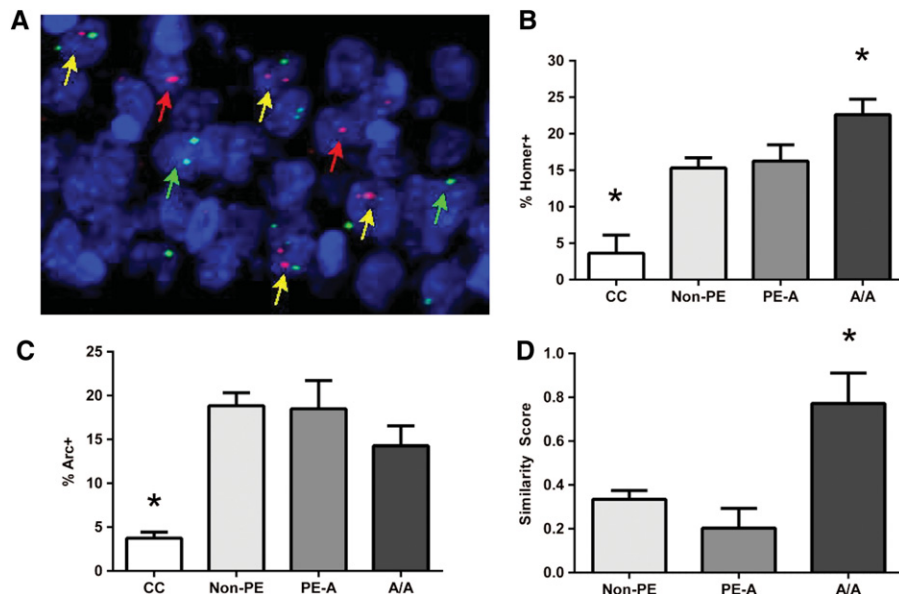 A
B
% Homer+
30
25
20
15
10
5
0
*
*
CC Non-PE PE-A A/A
C
% Arc+
25
20
15
10
5
0
*
CC Non-PE PE-A A/A
D
Similarity Score
1.0
0.8
0.6
0.4
0.2
0.0
*
Non-PE PE-A A/A